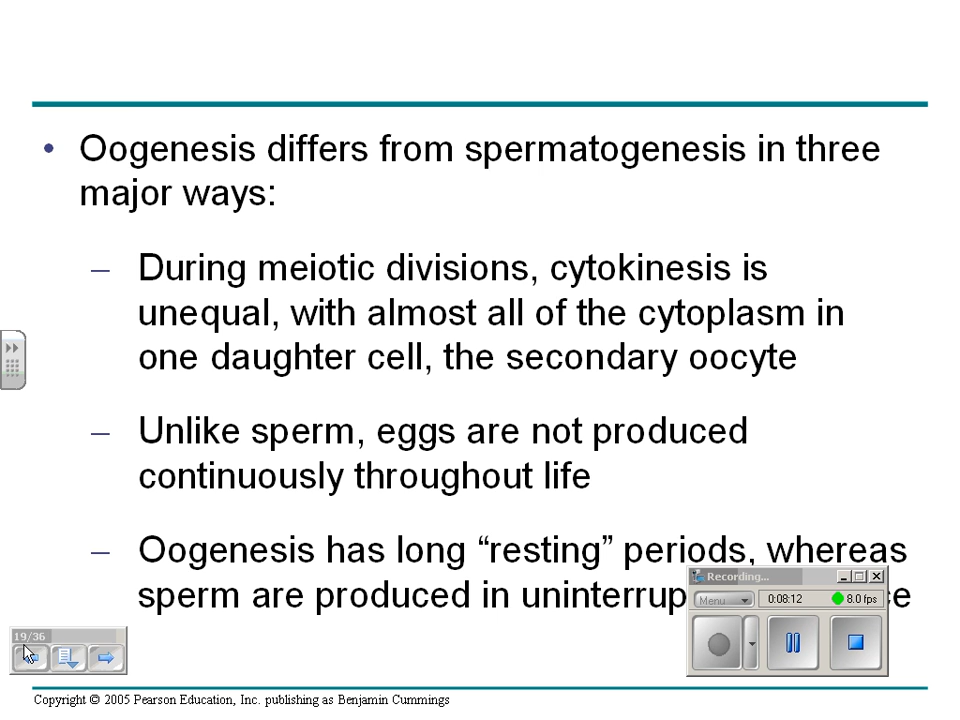 • Oogenesis differs from spermatogenesis in three
major ways:
– During meiotic divisions, cytokinesis is
unequal, with almost all of the cytoplasm in
one daughter cell, the secondary oocyte
– Unlike sperm, eggs are not produced
continuously throughout life
– Oogenesis has long “resting” periods, whereas
sperm are produced in
Recording...
Menu 0:08:12 8.0 fps
19/36
Copyright © 2005 Pearson Education, Inc. publishing as Benjamin Cummings